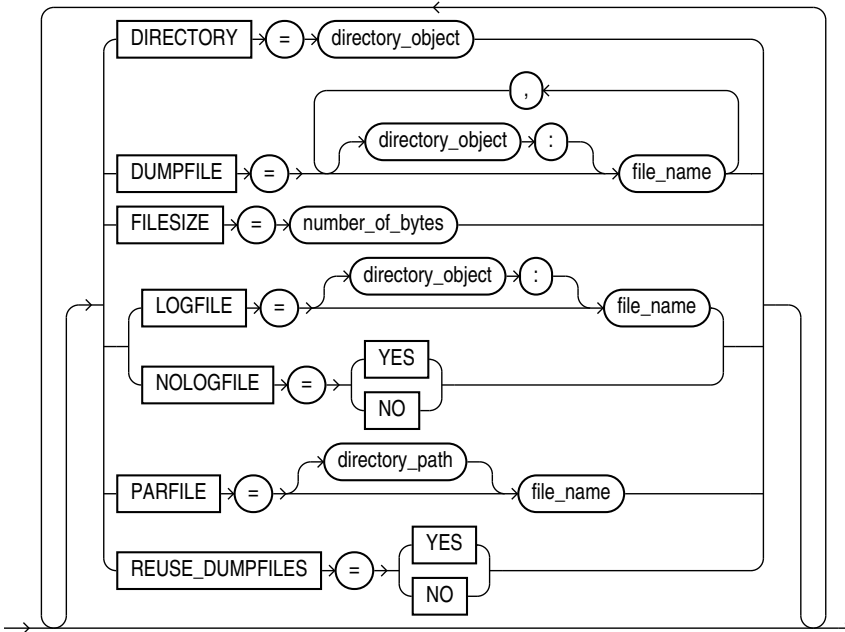 DIRECTORY = directory_object
,
directory_object :
DUMPFILE = file_name
FILESIZE = number_of_bytes
directory_object :
LOGFILE = file_name
YES
NOLOGFILE =
NO
directory_path
PARFILE = file_name
YES
REUSE_DUMPFILES =
NO